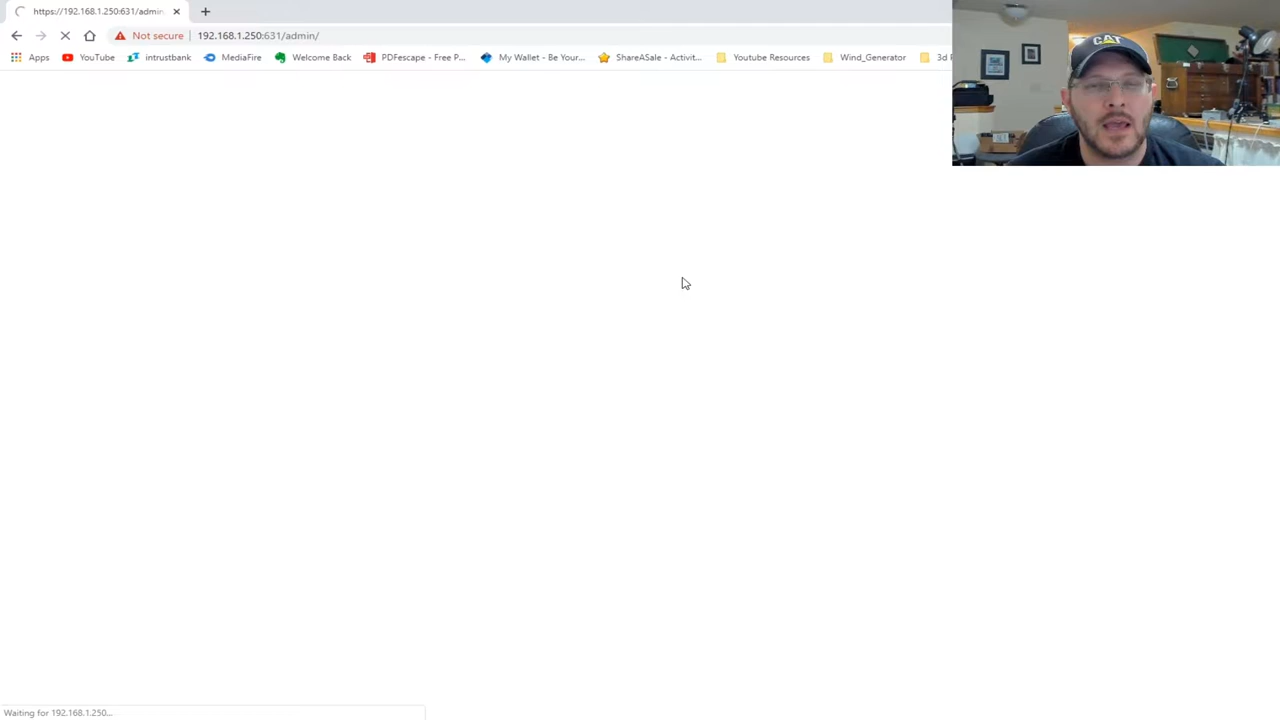 https://192.168.1.250:631/admin
Not secure 192.168.1.250:631/admin/
Apps YouTube intrustbank MediaFire Welcome Back PDFescape - Free P... My Wallet - Be Your... ShareASale - Activit... Youtube Resources Wind_Generator 3d
CAT
Waiting for 192.168.1.250...